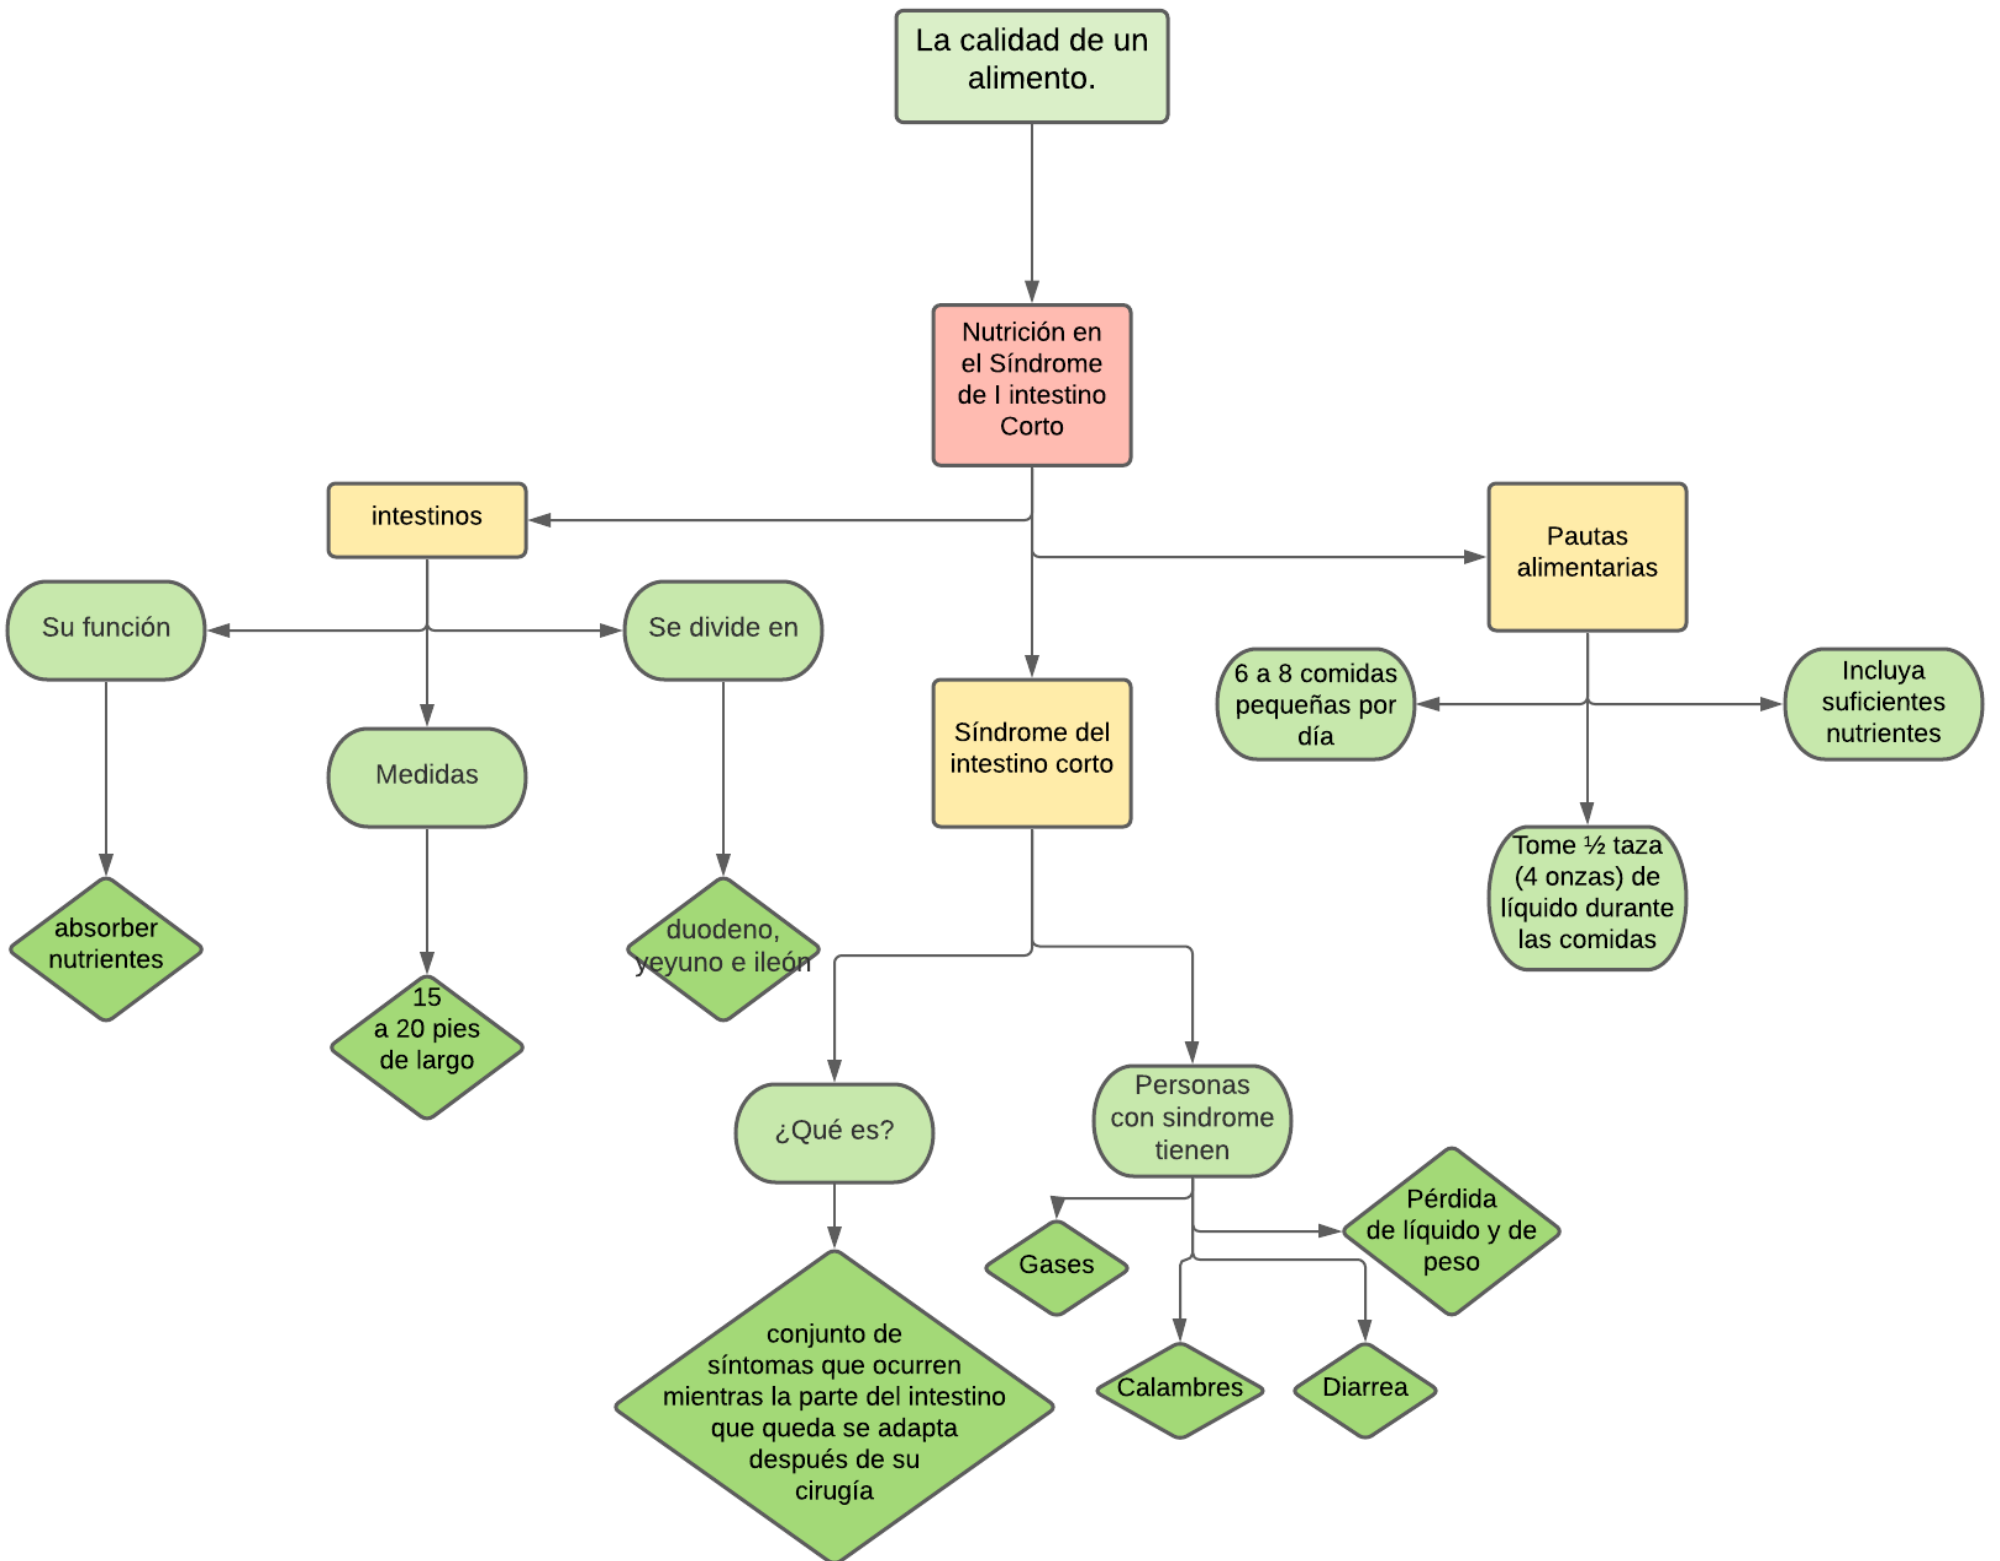 La calidad de un
alimento.
Nutrición en
el Síndrome
de I intestino
Corto
intestinos
Pautas
alimentarias
Su función
Se divide en
6 a 8 comidas
pequeñas por
día
Incluya
suficientes
nutrientes
Síndrome del
intestino corto
Medidas
Tome ½ taza
(4 onzas) de
líquido durante
las comidas
absorber
nutrientes
duodeno,
yeyuno e ileón
15
a 20 pies
de largo
¿Qué es?
Personas
con sindrome
tienen
Pérdida
de líquido y de
peso
Gases
Calambres
Diarrea
conjunto de
síntomas que ocurren
mientras la parte del intestino
que queda se adapta
después de su
cirugía